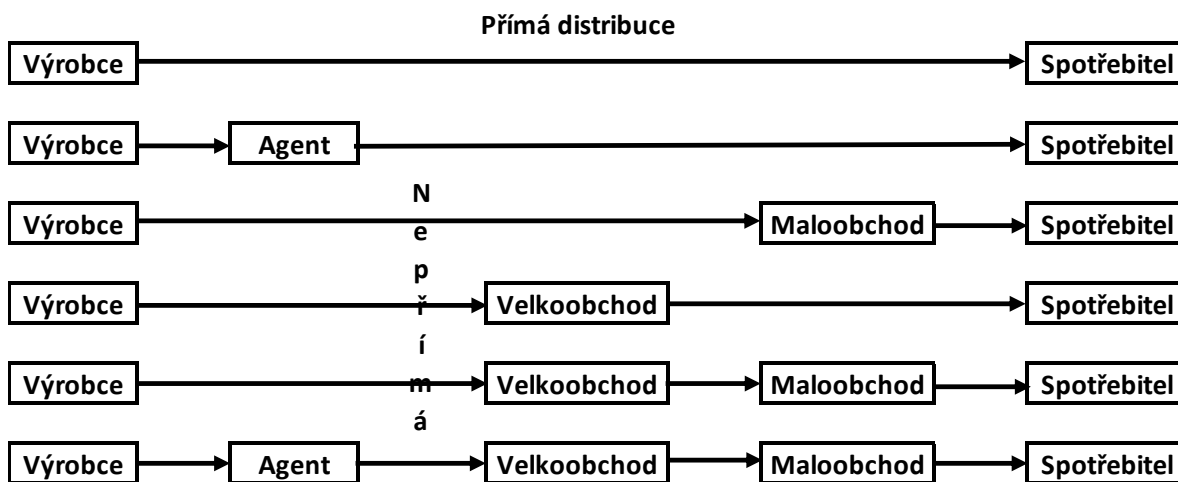 Přímá distribuce
Výrobce Spotřebitel
Výrobce Agent Spotřebitel
N
Výrobce Maloobchod Spotřebitel
e
p
Výrobce Velkoobchod Spotřebitel
ř
í
Výrobce Velkoobchod Maloobchod Spotřebitel
m
á
Výrobce Agent Velkoobchod Maloobchod Spotřebitel